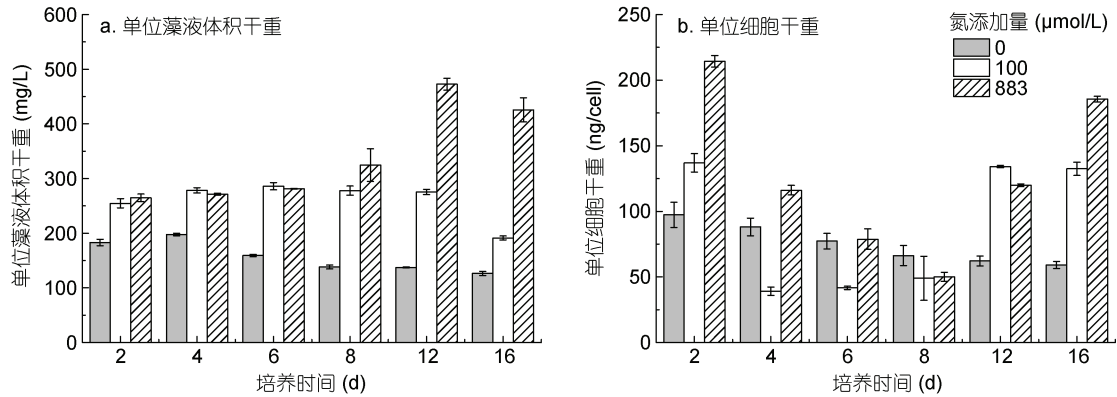 a. 单位藻液体积干重
600
500
400
300
200
100
0
单位藻液体积干重 (mg/L)
2 4 6 8 12 16
培养时间 (d)
b. 单位细胞干重
250
200
150
100
50
0
单位细胞干重 (ng/cell)
2 4 6 8 12 16
培养时间 (d)
氮添加量 (μmol/L)
0
100
883